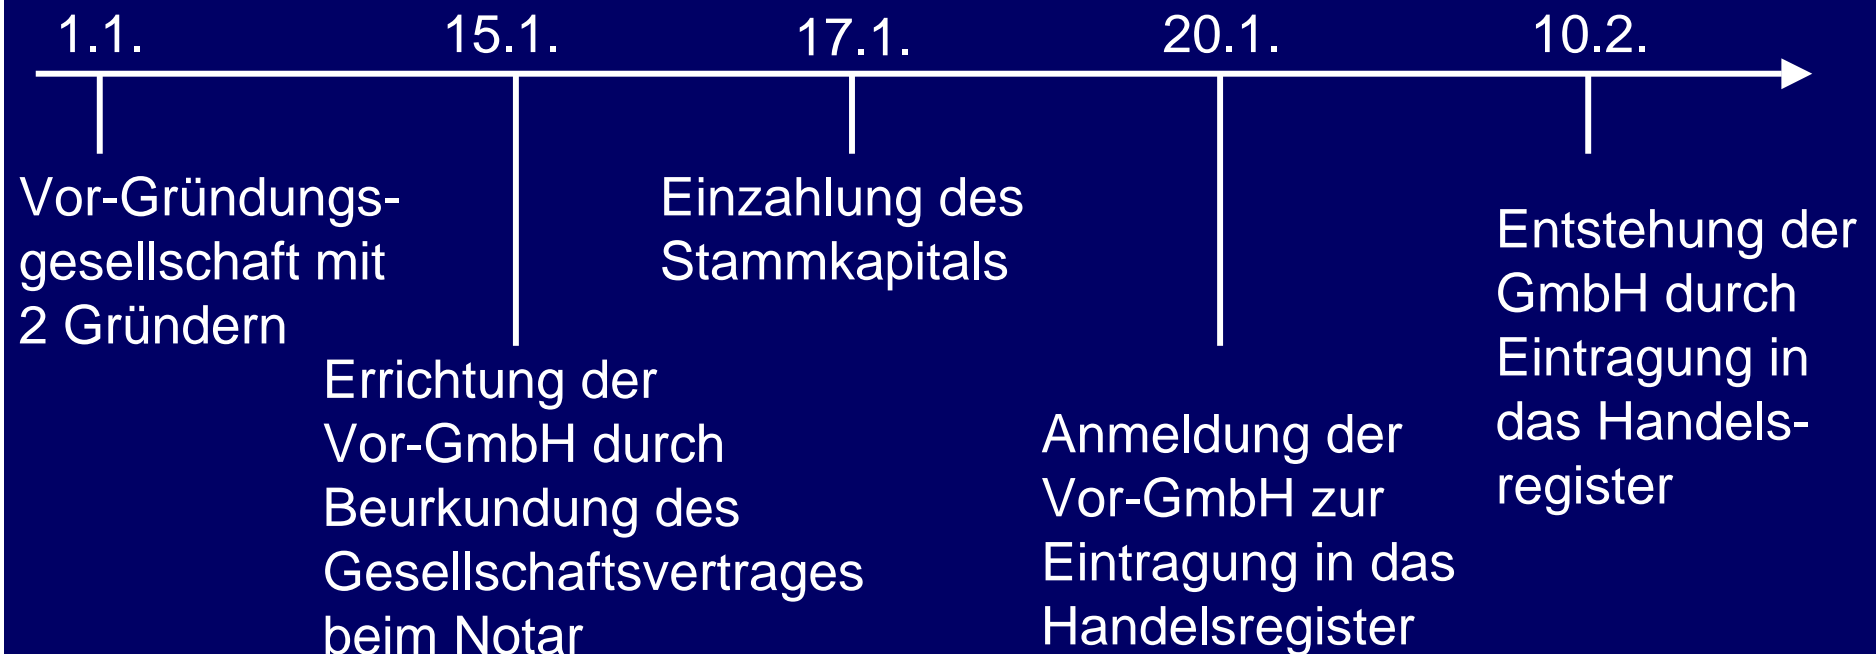 1.1.
15.1.
17.1.
20.1.
10.2.
Vor-Gründungs-
gesellschaft mit
2 Gründern
Errichtung der
Vor-GmbH durch
Beurkundung des
Gesellschaftsvertrages
beim Notar
Einzahlung des
Stammkapitals
Anmeldung der
Vor-GmbH zur
Eintragung in das
Handelsregister
Entstehung der
GmbH durch
Eintragung in
das Handels-
register